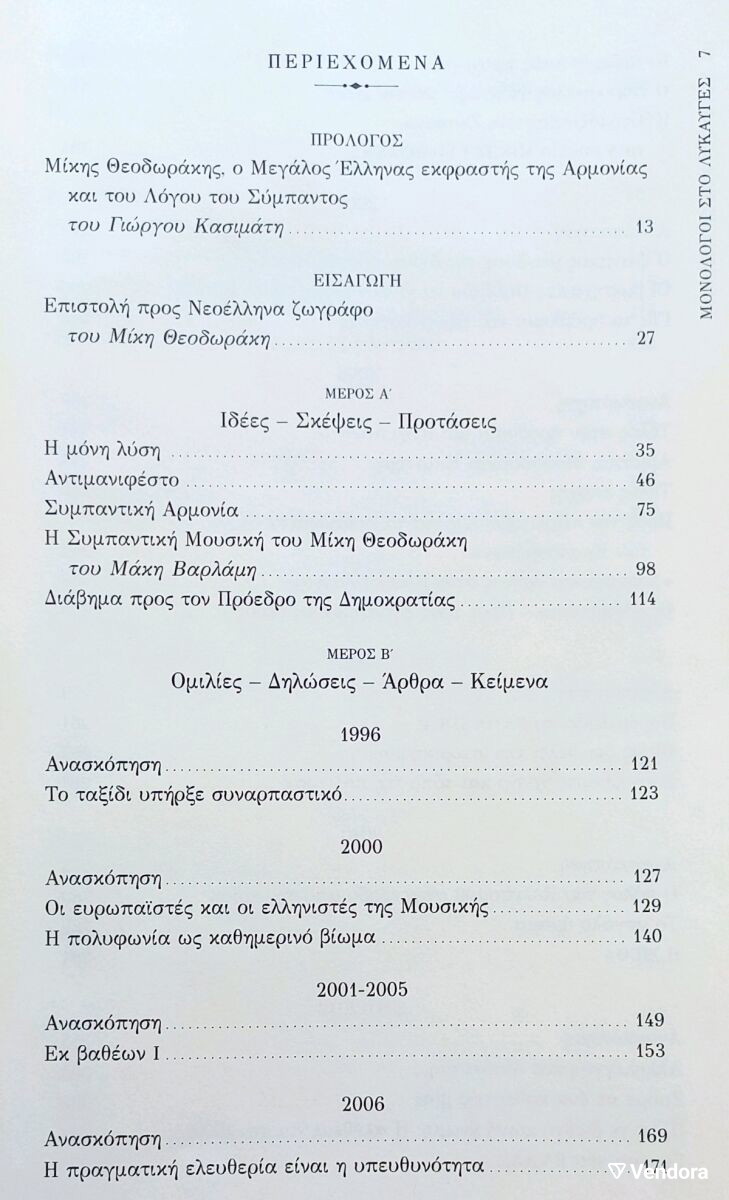 ΠΕΡΙΕΧΟΜΕΝΑ
ΠΡΟΛΟΓΟΣ
Μίκης Θεοδωράκης, ο Μεγάλος Έλληνας εκφραστής της Αρμονίας
και του Λόγου του Σύμπαντος
του Γιώργου Κασιμάτη 13
ΕΙΣΑΓΩΓΗ
Επιστολή προς Νεοέλληνα ζωγράφο
του Μίκη Θεοδωράκη 27
ΜΕΡΟΣ Α΄
Ιδέες – Σκέψεις – Προτάσεις
Η μόνη λύση 35
Αντιμανιφέστο 46
Συμπαντική Αρμονία 75
Η Συμπαντική Μουσική του Μίκη Θεοδωράκη
του Μάκη Βαρλάμη 98
Διάβημα προς τον Πρόεδρο της Δημοκρατίας 114
ΜΕΡΟΣ Β΄
Ομιλίες – Δηλώσεις – Άρθρα – Κείμενα
1996
Ανασκόπηση 121
Το ταξίδι υπήρξε συναρπαστικό 123
2000
Ανασκόπηση 127
Οι ευρωπαϊστές και οι ελληνιστές της Μουσικής 129
Η πολυφωνία ως καθημερινό βίωμα 140
2001-2005
Ανασκόπηση 149
Εκ βαθέων Ι 153
2006
Ανασκόπηση 169
Η πραγματική ελευθερία είναι η υπευθυνότητα 171
ΜΟΝΟΛΟΓΟΙ ΣΤΟ ΛΥΚΑΥΓΕΣ 7
Vendora